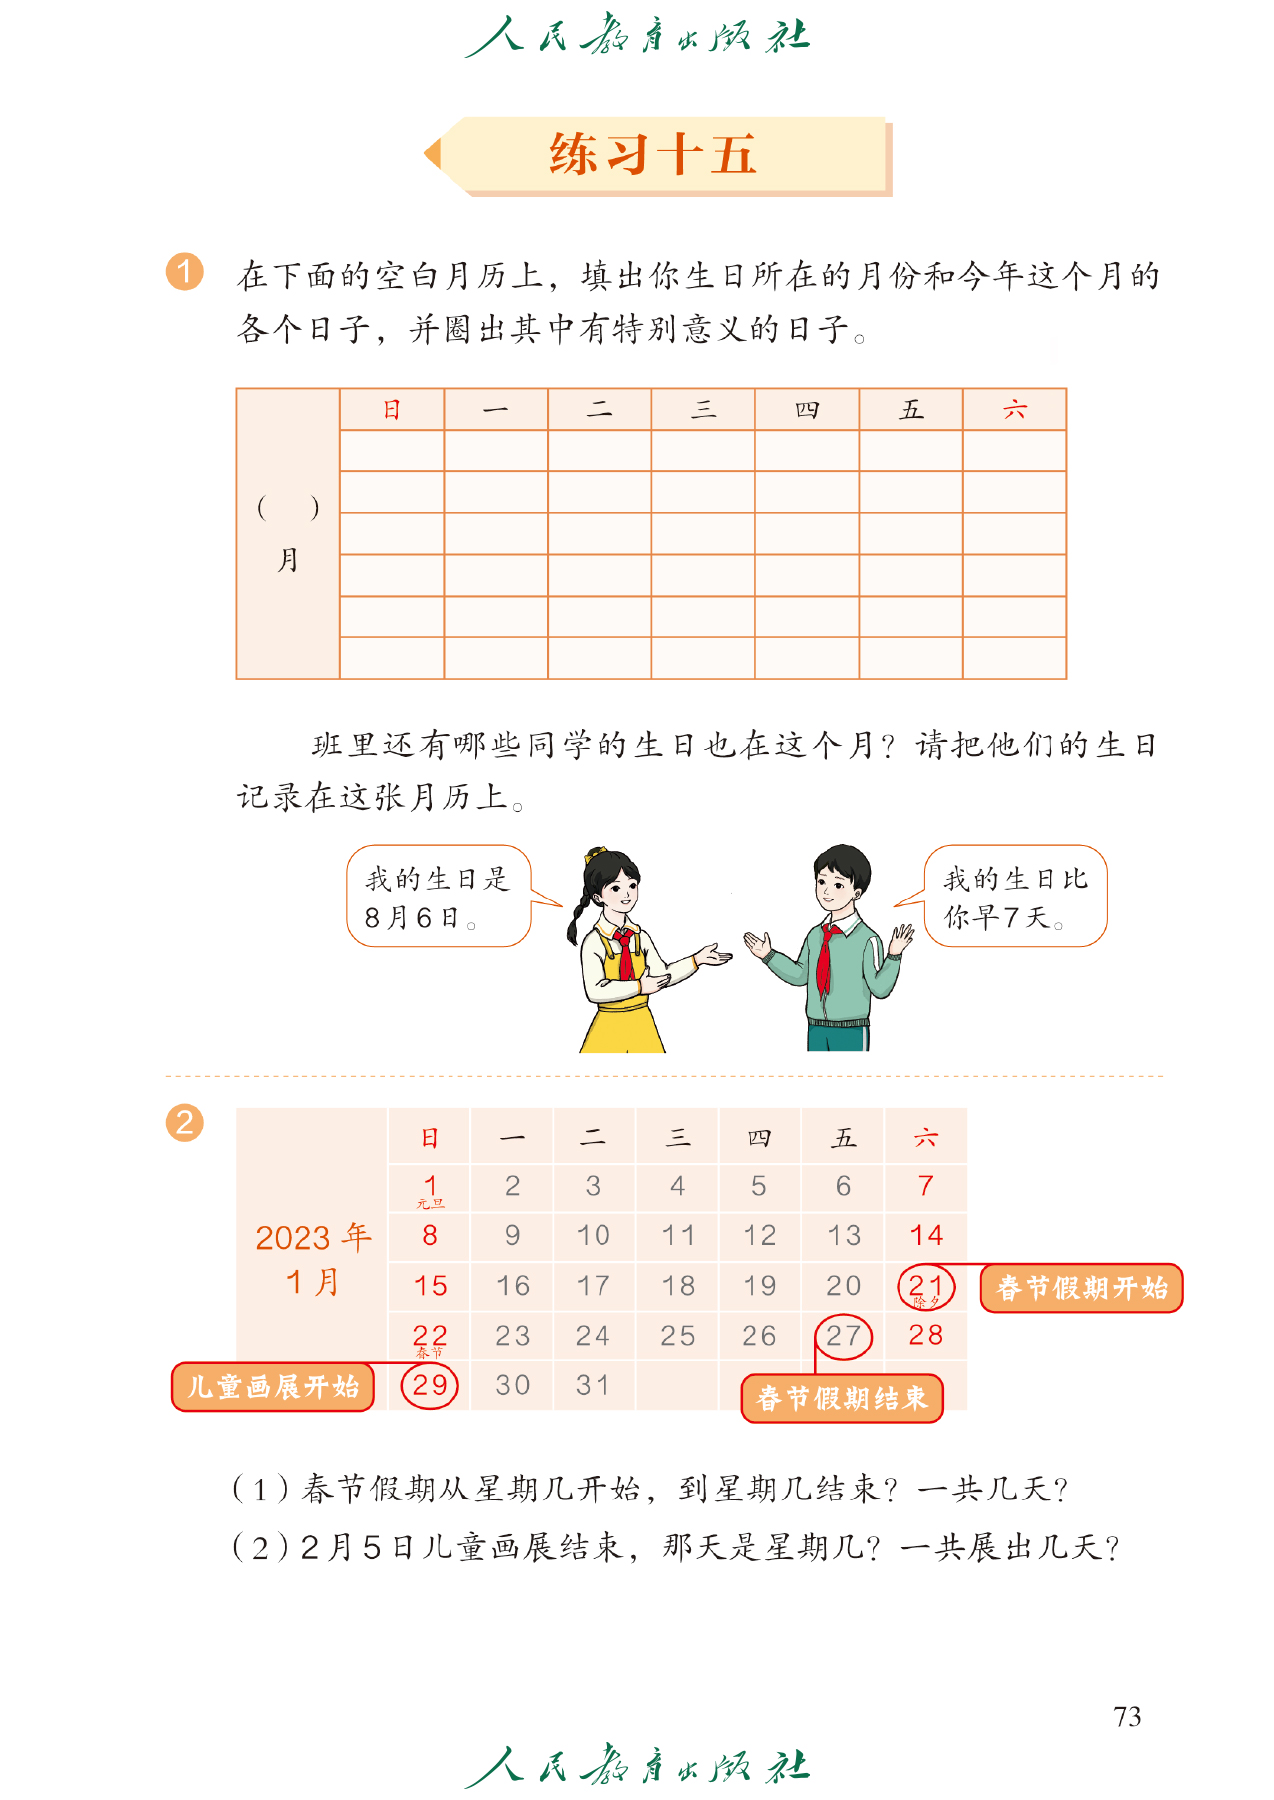 人民教育出版社
练习十五
1 在下面的空白月历上，填出你生日所在的月份和今年这个月的
各个日子，并圈出其中有特别意义的日子。
日 一 二 三 四 五 六
（ ）
月
班里还有哪些同学的生日也在这个月？请把他们的生日
记录在这张月历上。
我的生日是
8月6日。
我的生日比
你早7天。
2
日 一 二 三 四 五 六
1 2 3 4 5 6 7
元旦
2023 年
1 月
8 9 10 11 12 13 14
15 16 17 18 19 20 21
除夕
春节假期开始
22 23 24 25 26 27 28
春节
儿童画展开始
29 30 31
春节假期结束
（1）春节假期从星期几开始，到星期几结束？一共几天？
（2）2月5日儿童画展结束，那天是星期几？一共展出几天？
73
人民教育出版社